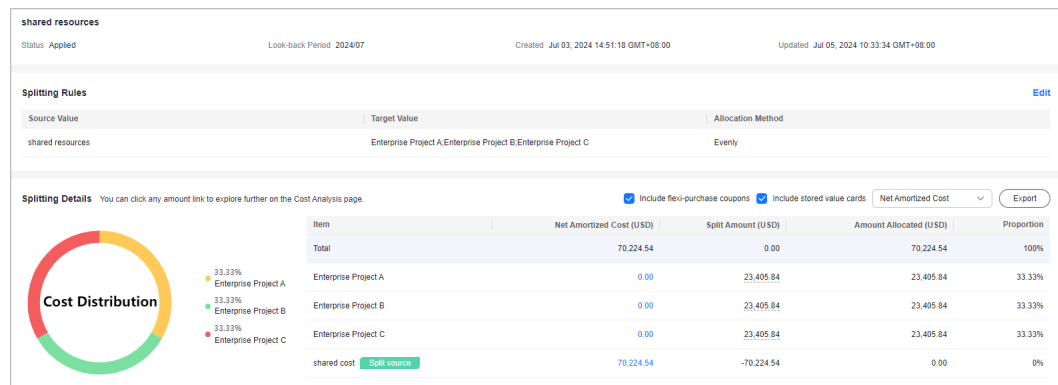 shared resources
Status Applied Look-back Period 2024/07 Created Jul 03, 2024 14:51:18 GMT+08:00 Updated Jul 05, 2024 10:33:34 GMT+08:00
Splitting Rules Edit
Source Value Target Value Allocation Method
shared resources Enterprise Project A;Enterprise Project B;Enterprise Project C Evenly
Splitting Details You can click any amount link to explore further on the Cost Analysis page. Include flexi-purchase coupons Include stored value cards Net Amortized Cost Export
Cost Distribution
33.33%
Enterprise Project A
33.33%
Enterprise Project B
33.33%
Enterprise Project C
Item Net Amortized Cost (USD) Split Amount (USD) Amount Allocated (USD) Proportion
Total 70,224.54 0.00 70,224.54 100%
Enterprise Project A 0.00 23,405.84 23,405.84 33.33%
Enterprise Project B 0.00 23,405.84 23,405.84 33.33%
Enterprise Project C 0.00 23,405.84 23,405.84 33.33%
shared cost Split source 70,224.54 -70,224.54 0.00 0%